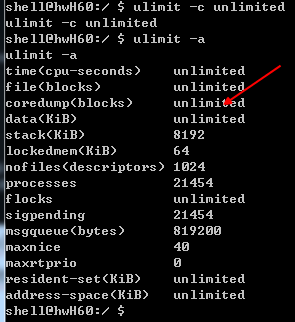 shell@hwH60:/ $ ulimit -c unlimited
ulimit -c unlimited
shell@hwH60:/ $ ulimit -a
ulimit -a
time(cpu-seconds)    unlimited
file(blocks)         unlimited
coredump(blocks)     unlimited
data(KiB)            unlimited
stack(KiB)           8192
lockedmem(KiB)       64
nofiles(descriptors) 1024
processes            21454
flocks               unlimited
sigpending           21454
msgqueue(bytes)      819200
maxnice              40
maxrtprio            0
resident-set(KiB)    unlimited
address-space(KiB)   unlimited
shell@hwH60:/ $